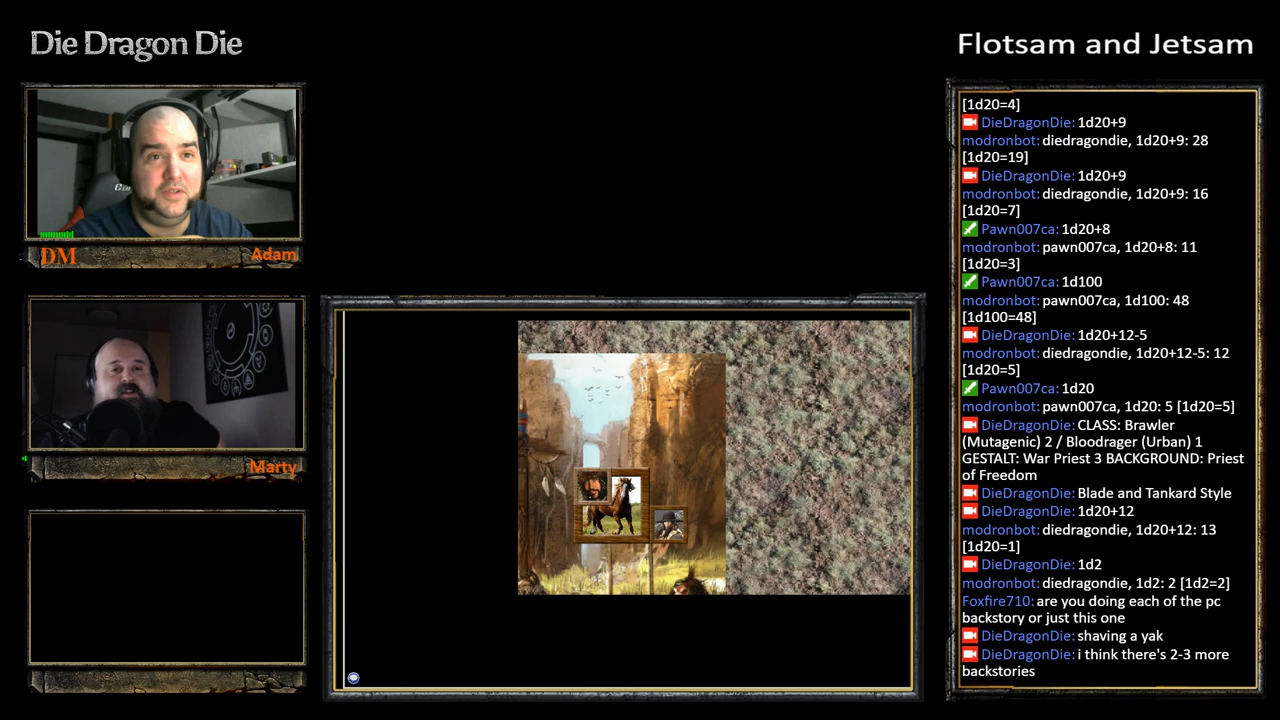 Die Dragon Die
Flotsam and Jetsam
DM
Adam
Marty
[1d20=4]
DieDragonDie: 1d20+9
modronbot: diedragondie, 1d20+9: 28
[1d20=19]
DieDragonDie: 1d20+9
modronbot: diedragondie, 1d20+9: 16
[1d20=7]
Pawn007ca: 1d20+8
modronbot: pawn007ca, 1d20+8: 11
[1d20=3]
Pawn007ca: 1d100
modronbot: pawn007ca, 1d100: 48
[1d100=48]
DieDragonDie: 1d20+12-5
modronbot: diedragondie, 1d20+12-5: 12
[1d20=5]
Pawn007ca: 1d20
modronbot: pawn007ca, 1d20: 5 [1d20=5]
DieDragonDie: CLASS: Brawler
(Mutagenic) 2 / Bloodrager (Urban) 1
GESTALT: War Priest 3 BACKGROUND: Priest
of Freedom
DieDragonDie: Blade and Tankard Style
DieDragonDie: 1d20+12
modronbot: diedragondie, 1d20+12: 13
[1d20=1]
DieDragonDie: 1d2
modronbot: diedragondie, 1d2: 2 [1d2=2]
Foxfire710: are you doing each of the pc
backstory or just this one
DieDragonDie: shaving a yak
DieDragonDie: i think there's 2-3 more
backstories